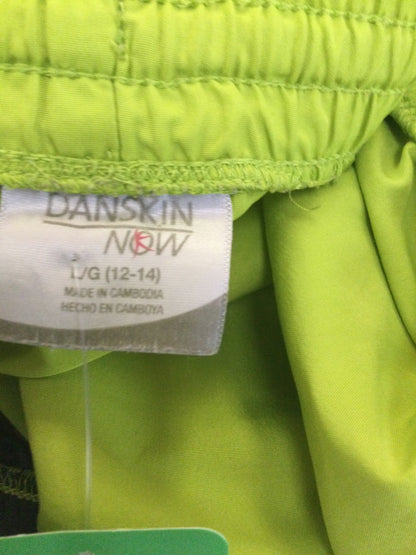 DANSKIN
NOW
L/G (12-14)
MADE IN CAMBODIA
HECHO EN CAMBOYA